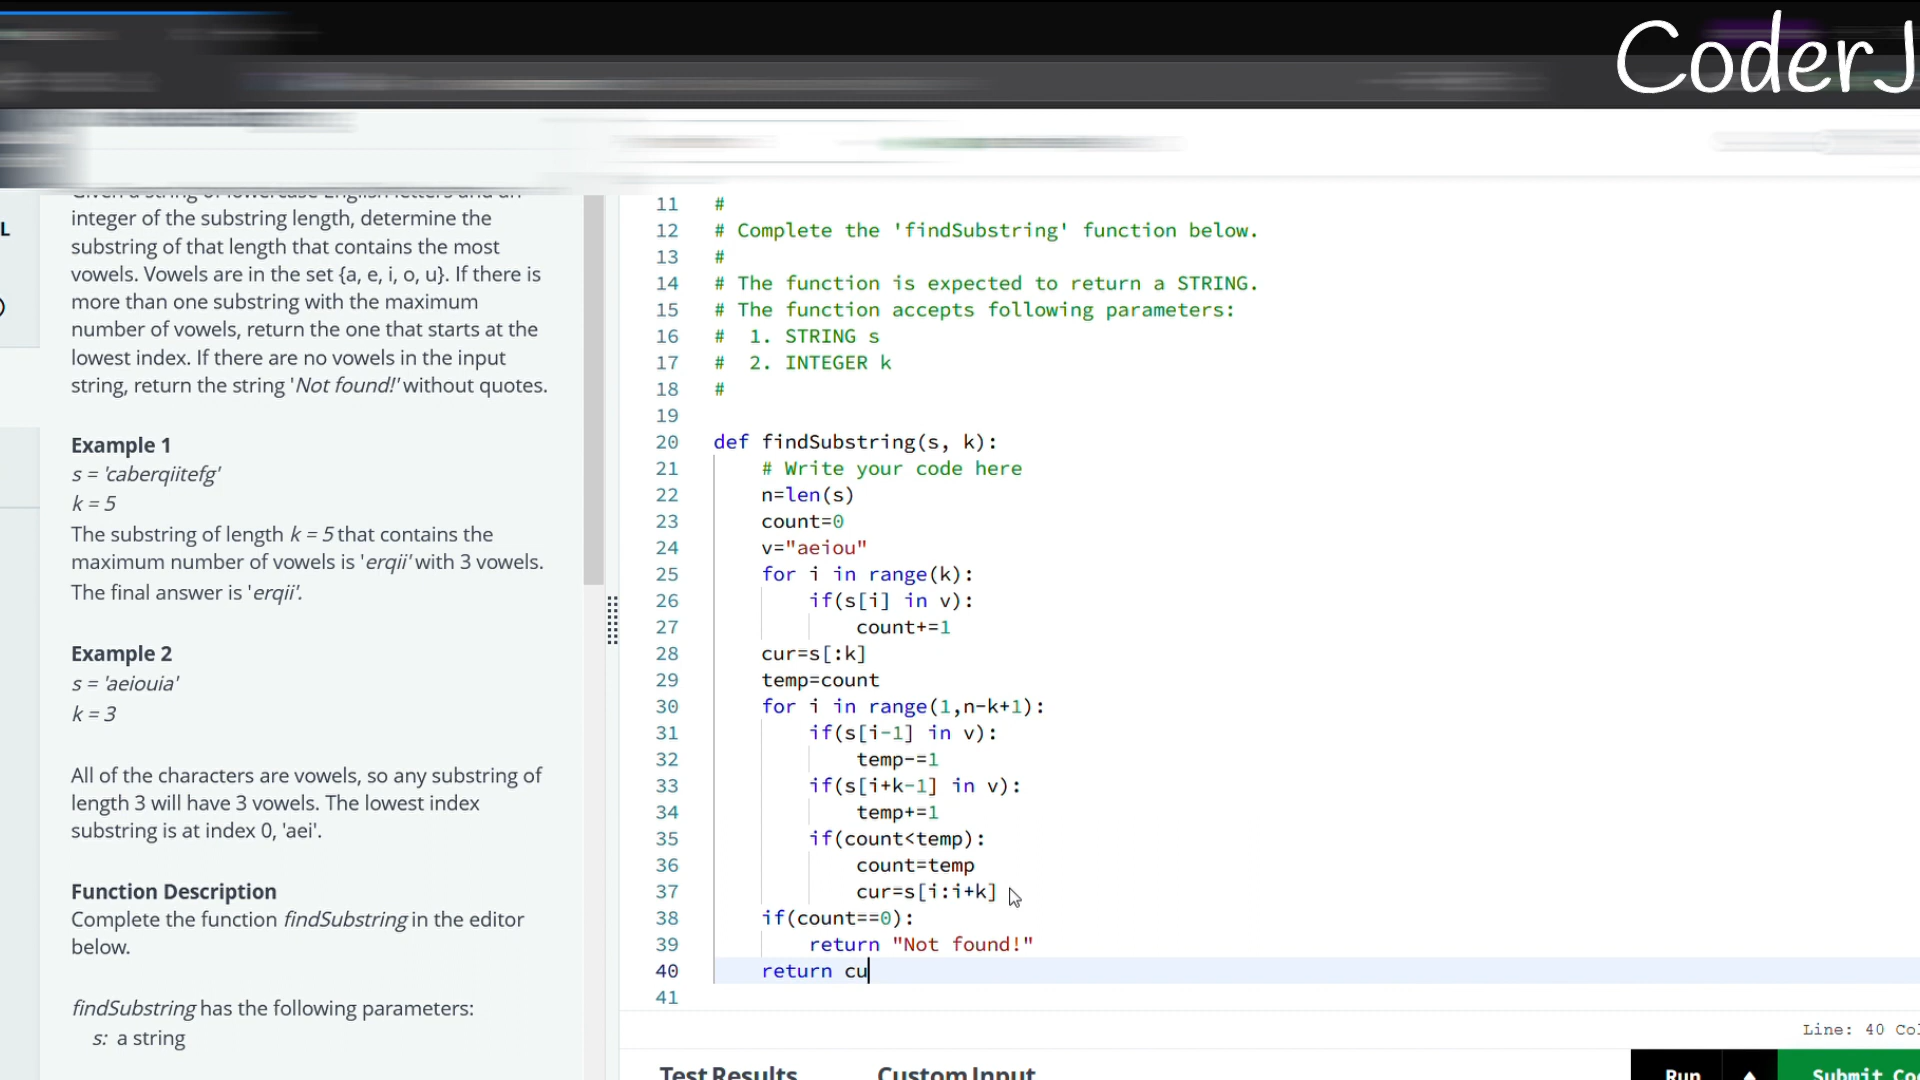 CoderJ
L
Given a string of lowercase English letters and an
integer of the substring length, determine the
substring of that length that contains the most
vowels. Vowels are in the set {a, e, i, o, u}. If there is
more than one substring with the maximum
number of vowels, return the one that starts at the
lowest index. If there are no vowels in the input
string, return the string 'Not found!' without quotes.
Example 1
s = 'caberqiitefg'
k = 5
The substring of length k = 5 that contains the
maximum number of vowels is 'erqii' with 3 vowels.
The final answer is 'erqii'.
Example 2
s = 'aeiouia'
k = 3
All of the characters are vowels, so any substring of
length 3 will have 3 vowels. The lowest index
substring is at index 0, 'aei'.
Function Description
Complete the function findSubstring in the editor
below.
findSubstring has the following parameters:
s: a string
11 #
12 # Complete the 'findSubstring' function below.
13 #
14 # The function is expected to return a STRING.
15 # The function accepts following parameters:
16 #  1. STRING s
17 #  2. INTEGER k
18 #
19
20 def findSubstring(s, k):
21     # Write your code here
22     n=len(s)
23     count=0
24     v="aeiou"
25     for i in range(k):
26         if(s[i] in v):
27             count+=1
28     cur=s[:k]
29     temp=count
30     for i in range(1,n-k+1):
31         if(s[i-1] in v):
32             temp-=1
33         if(s[i+k-1] in v):
34             temp+=1
35         if(count<temp):
36             count=temp
37             cur=s[i:i+k]
38     if(count==0):
39         return "Not found!"
40     return cu
41
Line: 40 Col
Test Results Custom Input
Run Submit Co